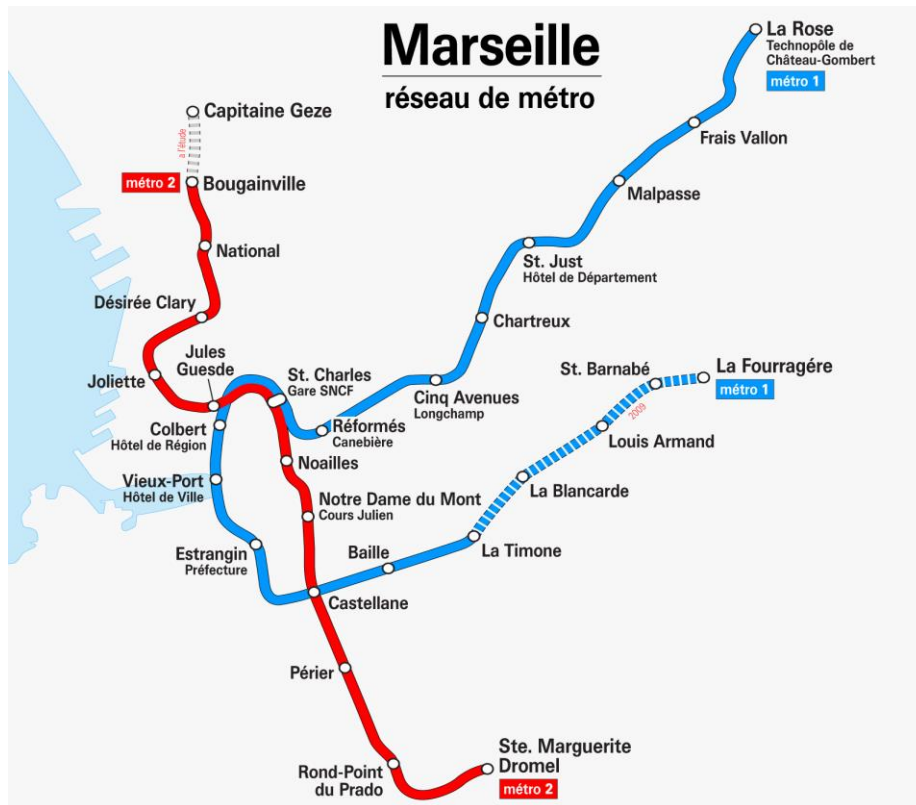 Marseille
réseau de métro
La Rose
Technopôle de
Château-Gombert
métro 1
Capitaine Geze
a l'étude
Frais Vallon
métro 2
Bougainville
Malpasse
National
St. Just
Hôtel de Département
Désirée Clary
Chartreux
Jules
Guesde
St. Charles
Gare SNCF
Joliette
Cinq Avenues
Longchamp
St. Barnabé
La Fourragére
métro 1
2009
Colbert
Hôtel de Région
Réformés
Canebière
Louis Armand
Noailles
Vieux-Port
Hôtel de Ville
La Blancarde
Notre Dame du Mont
Cours Julien
Estrangin
Préfecture
Baille
La Timone
Castellane
Périer
Ste. Marguerite
Dromel
métro 2
Rond-Point
du Prado